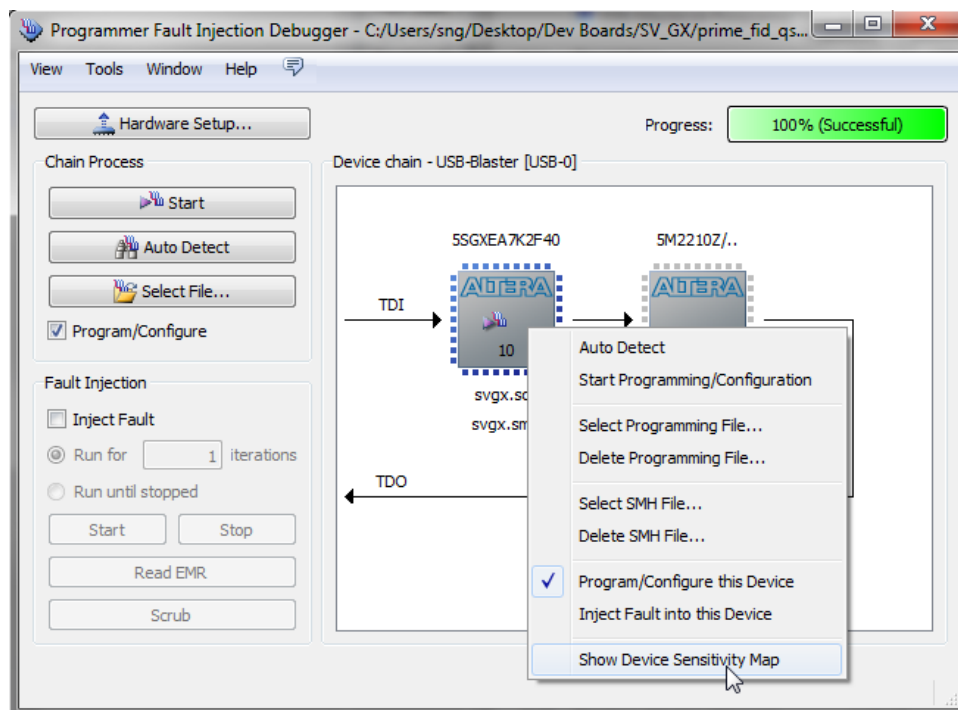 Programmer Fault Injection Debugger - C:/Users/sng/Desktop/Dev Boards/SV_GX/prime_fid_qs...
View Tools Window Help
Hardware Setup...
Progress: 100% (Successful)
Chain Process
Device chain - USB-Blaster [USB-0]
Start
Auto Detect
Select File...
Program/Configure
5SGXEA7K2F40
5M2210Z/..
ALTERA
ALTERA
TDI
10
svgx.so
svgx.sm
TDO
Fault Injection
Inject Fault
Run for 1 iterations
Run until stopped
Start Stop
Read EMR
Scrub
Auto Detect
Start Programming/Configuration
Select Programming File...
Delete Programming File...
Select SMH File...
Delete SMH File...
Program/Configure this Device
Inject Fault into this Device
Show Device Sensitivity Map